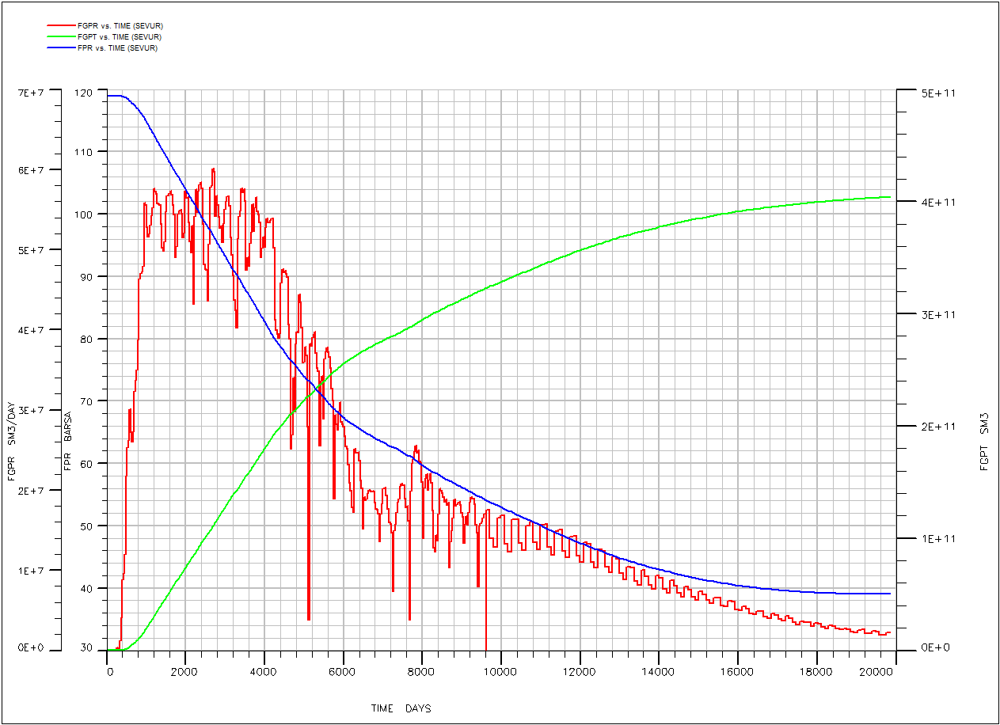 FGPR vs. TIME (SEVUR)
FGPT vs. TIME (SEVUR)
FPR vs. TIME (SEVUR)
7E+7 120 5E+11
110
6E+7
100 4E+11
5E+7
90
3E+11
4E+7 80
70
3E+7
2E+11
60
2E+7
50
1E+11
1E+7
40
0E+0 30 0E+0
FGPR SM3/DAY
FPR BARSA
FGPT SM3
0 2000 4000 6000 8000 10000 12000 14000 16000 18000 20000
TIME DAYS